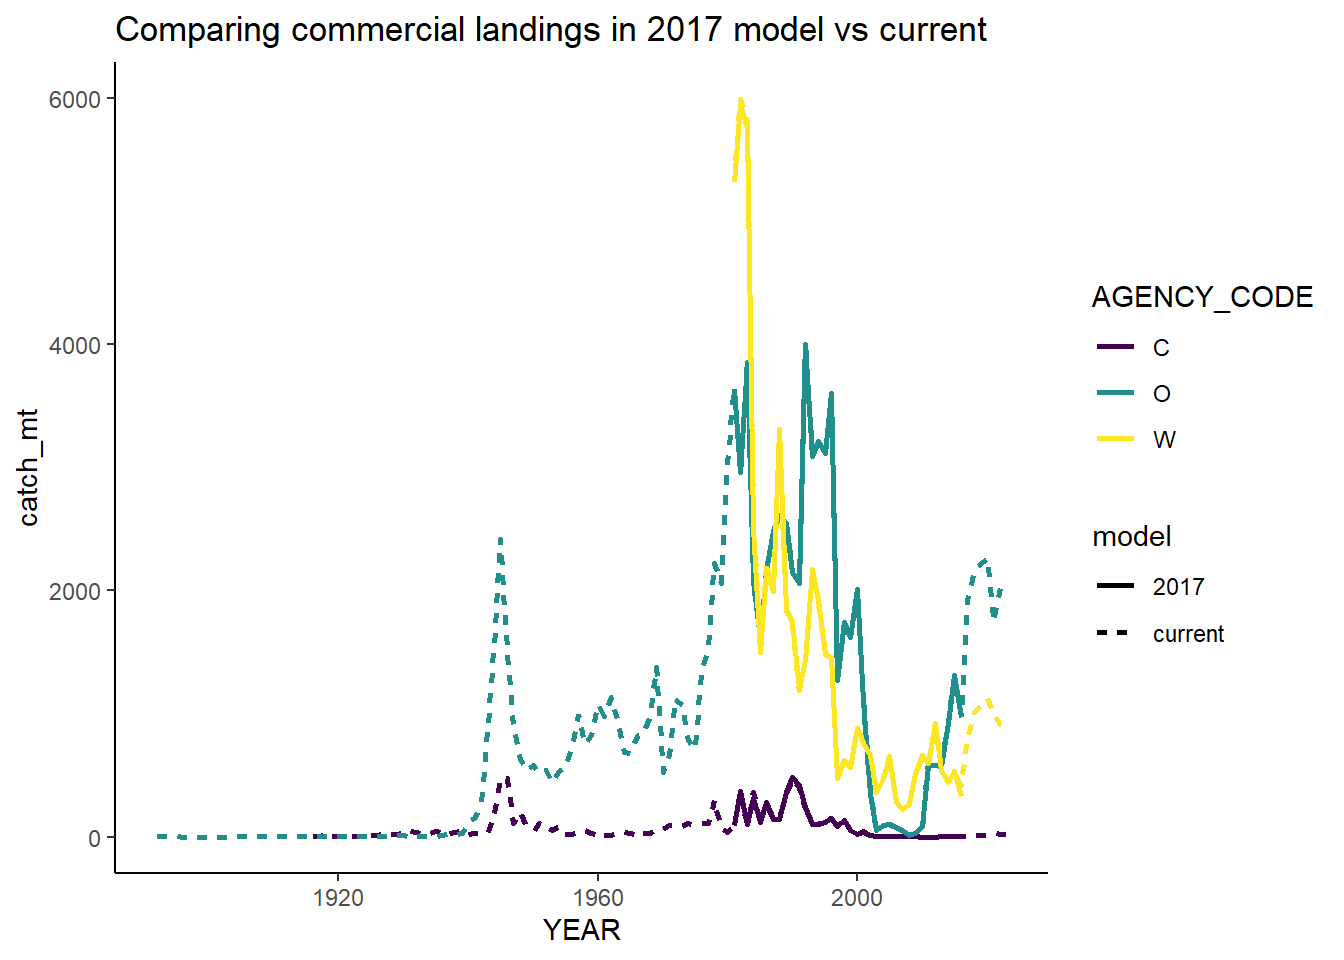 Comparing commercial landings in 2017 model vs current
6000
4000
2000
0
catch_mt
1920
1960
2000
YEAR
AGENCY_CODE
C
O
W
model
2017
current